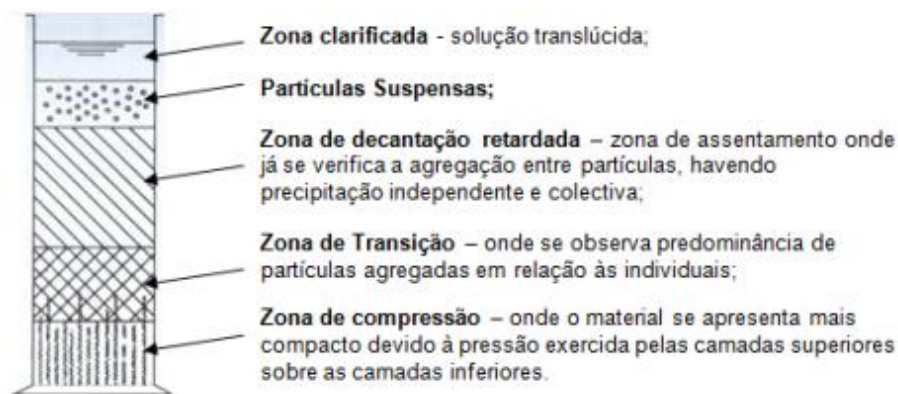 Zona clarificada - solução translúcida;
Partículas Suspensas;
Zona de decantação retardada – zona de assentamento onde
já se verifica a agregação entre partículas, havendo
precipitação independente e colectiva;
Zona de Transição – onde se observa predominância de
partículas agregadas em relação às individuais;
Zona de compressão – onde o material se apresenta mais
compacto devido à pressão exercida pelas camadas superiores
sobre as camadas inferiores.